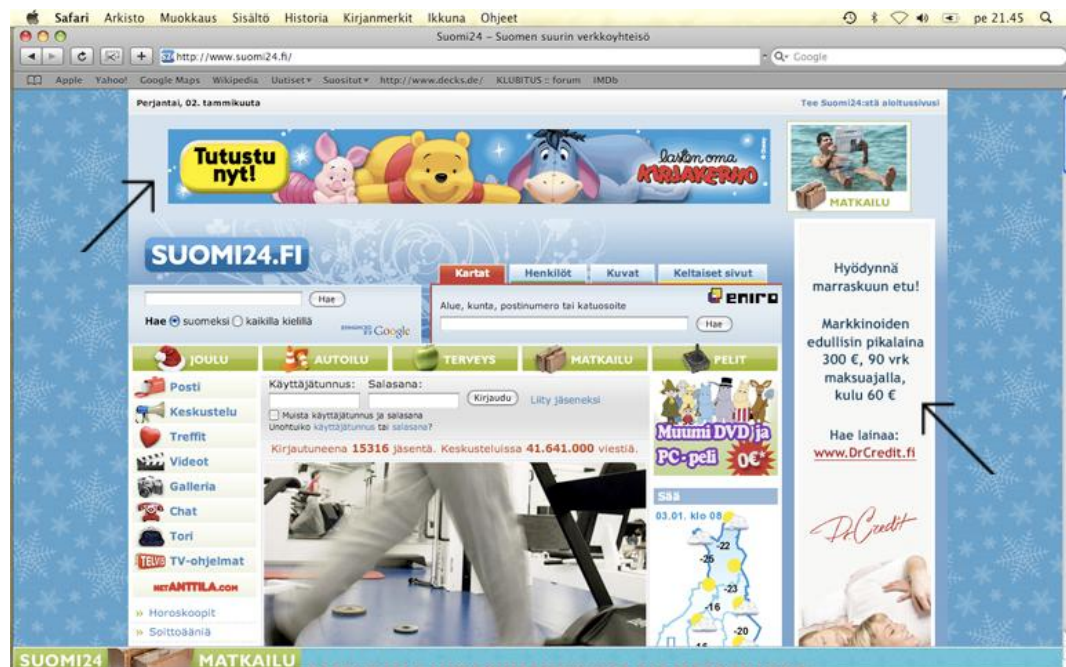 Safari Arkisto Muokkaus Sisältö Historia Kirjanmerkit Ikkuna Ohjeet pe 21.45
Suomi24 – Suomen suurin verkkoyhteisö
http://www.suomi24.fi/ Google
Apple Yahoo! Google Maps Wikipedia Uutiset Suositut http://www.decks.de/ KLUBITUS :: forum IMDb
Perjantai, 02. tammikuuta
Tee Suomi24:stä aloitussivusi
Tutustu
nyt!
lasten oma
KIRJAKERHO
MATKAILU
SUOMI24.FI
Kartat Henkilöt Kuvat Keltaiset sivut
Hae
Hae suomeksi kaikilla kielillä
Google
eniro
Alue, kunta, postinumero tai katuosoite
Hae
JOULU AUTOILU TERVEYS MATKAILU PELIT
Posti
Keskustelu
Treffit
Videot
Galleria
Chat
Tori
TELVIS TV-ohjelmat
NETANTTILA.COM
» Horoskoopit
» Soittoääniä
Käyttäjätunnus: Salasana:
Kirjaudu Liity jäseneksi
Muista käyttäjätunnus ja salasana
Unohtuiko käyttäjätunnus tai salasana?
Kirjautuneena 15316 jäsentä. Keskusteluissa 41.641.000 viestiä.
Muumi DVD ja
PC-peli 0€*
Sää
03.01. klo 08
-22
-26
-23
-16
-20
Hyödynnä
marraskuun etu!
Markkinoiden
edullisin pikalaina
300 €, 90 vrk
maksuajalla,
kulu 60 €
Hae lainaa:
www.DrCredit.fi
DrCredit
SUOMI24 MATKAILU